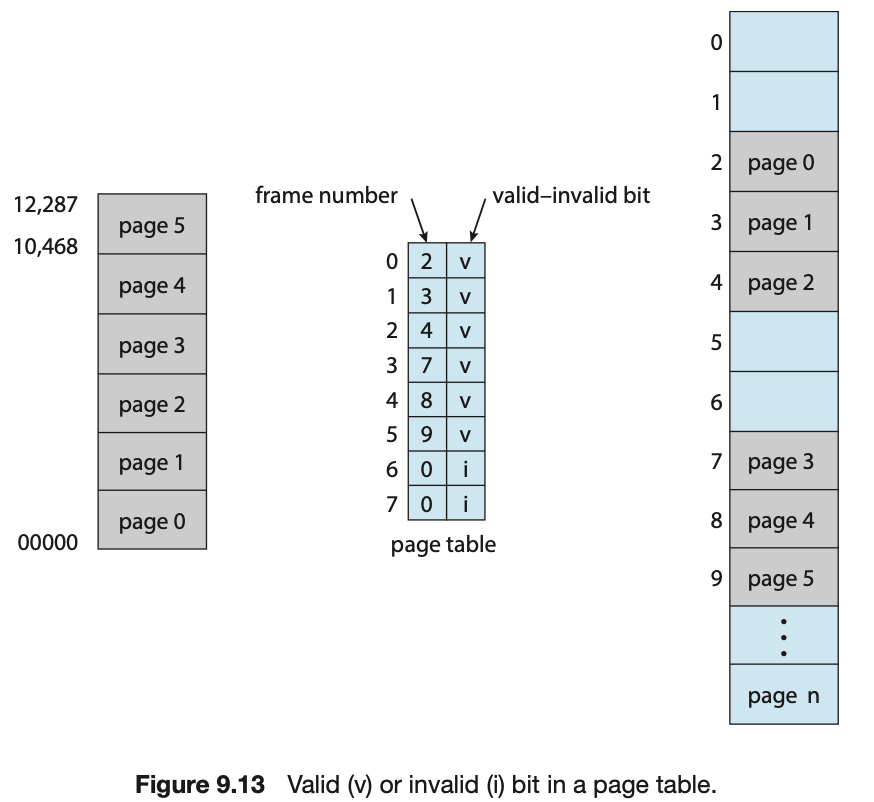 12,287
10,468
00000
page 5
page 4
page 3
page 2
page 1
page 0
frame number
valid–invalid bit
0 2 v
1 3 v
2 4 v
3 7 v
4 8 v
5 9 v
6 0 i
7 0 i
page table
0
1
2 page 0
3 page 1
4 page 2
5
6
7 page 3
8 page 4
9 page 5
page n
Figure 9.13 Valid (v) or invalid (i) bit in a page table.